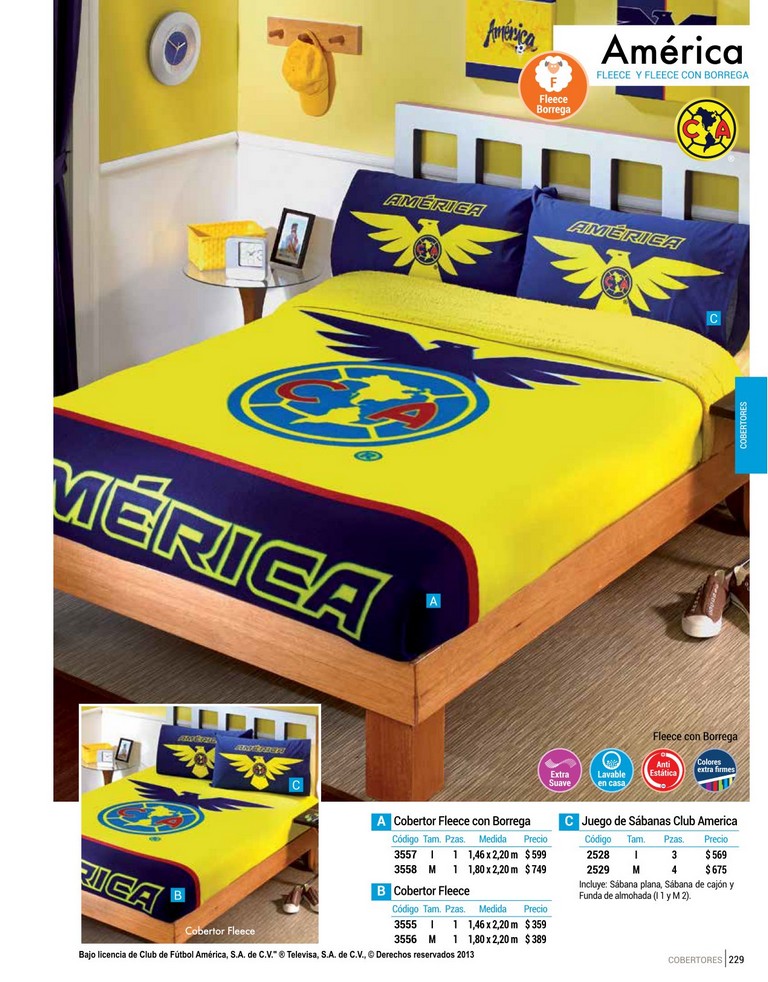 América
FLEECE Y FLEECE CON BORREGA
América
F
Fleece
Borrega
CA
®
AMÉRICA
AMÉRICA
C
CA
®
MÉRICA
A
COBERTORES
Fleece con Borrega
Extra
Suave
Lavable
en casa
Anti
Estática
Colores
extra firmes
AMÉRIC
AMÉRICA
C
CA
RICA
B
Cobertor Fleece
A Cobertor Fleece con Borrega
Código Tam. Pzas. Medida Precio
3557 I 1 1,46 x 2,20 m $ 599
3558 M 1 1,80 x 2,20 m $ 749
B Cobertor Fleece
Código Tam. Pzas. Medida Precio
3555 I 1 1,46 x 2,20 m $ 359
3556 M 1 1,80 x 2,20 m $ 389
C Juego de Sábanas Club America
Código Tam. Pzas. Precio
2528 I 3 $ 569
2529 M 4 $ 675
Incluye: Sábana plana, Sábana de cajón y
Funda de almohada (I 1 y M 2).
Bajo licencia de Club de Fútbol América, S.A. de C.V." ® Televisa, S.A. de C.V., © Derechos reservados 2013
COBERTORES 229